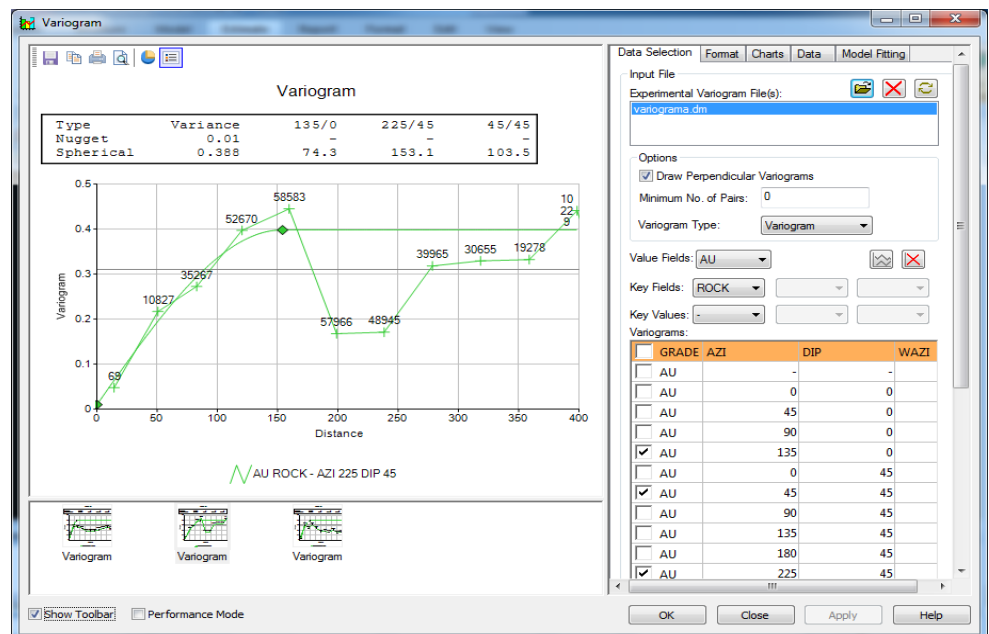 Variogram
Variogram
Type Variance 135/0 225/45 45/45
Nugget 0.01 - - -
Spherical 0.388 74.3 153.1 103.5
0.5
0.4
0.3
0.2
0.1
0
Variogram
69
10827
35267
52670
58583
57966
48945
39965
30655
19278
10
22
9
0 50 100 150 200 250 300 350 400
Distance
AU ROCK - AZI 225 DIP 45
Variogram Variogram Variogram
Show Toolbar Performance Mode
Data Selection Format Charts Data Model Fitting
Input File
Experimental Variogram File(s):
variograma.dm
Options
Draw Perpendicular Variograms
Minimum No. of Pairs: 0
Variogram Type: Variogram
Value Fields: AU
Key Fields: ROCK
Key Values: -
Variograms:
GRADE AZI DIP WAZI
AU - -
AU 0 0
AU 45 0
AU 90 0
AU 135 0
AU 0 45
AU 45 45
AU 90 45
AU 135 45
AU 180 45
AU 225 45
OK Close Apply Help